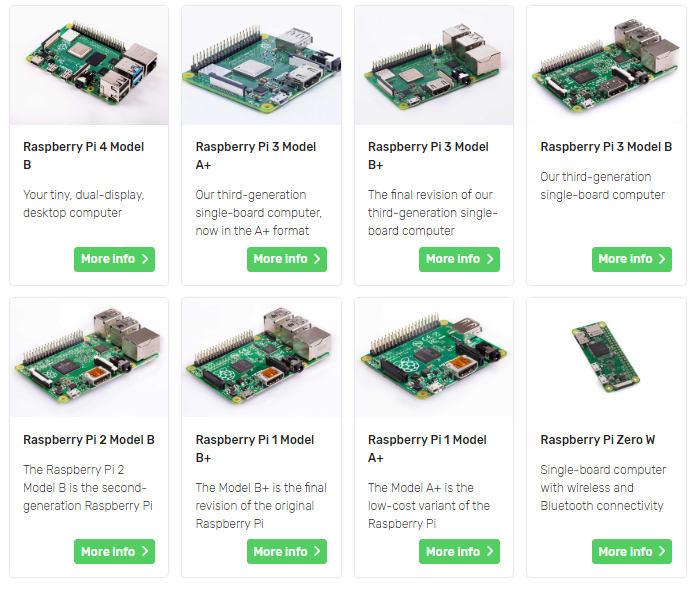 Raspberry Pi 4 Model
B
Your tiny, dual-display,
desktop computer
More info
Raspberry Pi 3 Model
A+
Our third-generation
single-board computer,
now in the A+ format
More info
Raspberry Pi 3 Model
B+
The final revision of our
third-generation single-
board computer
More info
Raspberry Pi 3 Model B
Our third-generation
single-board computer
More info
Raspberry Pi 2 Model B
The Raspberry Pi 2
Model B is the second-
generation Raspberry Pi
More info
Raspberry Pi 1 Model
B+
The Model B+ is the final
revision of the original
Raspberry Pi
More info
Raspberry Pi 1 Model
A+
The Model A+ is the
low-cost variant of the
Raspberry Pi
More info
Raspberry Pi Zero W
Single-board computer
with wireless and
Bluetooth connectivity
More info